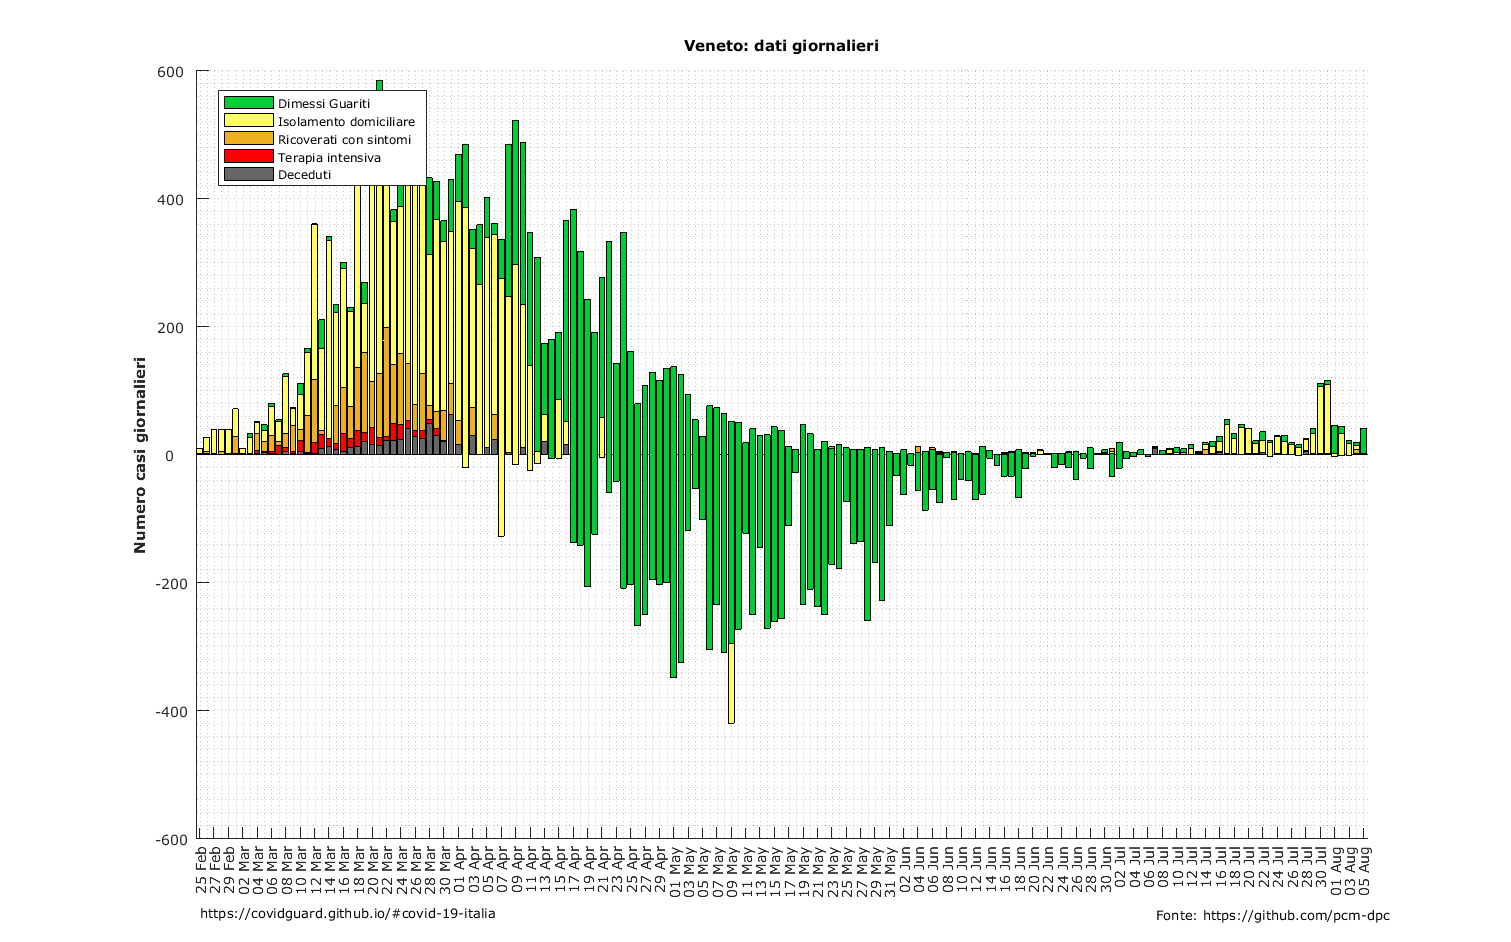 Veneto: dati giornalieri
600
400
200
0
-200
-400
-600
Numero casi giornalieri
Dimessi Guariti
Isolamento domiciliare
Ricoverati con sintomi
Terapia intensiva
Deceduti
25 Feb
27 Feb
29 Feb
02 Mar
04 Mar
06 Mar
08 Mar
10 Mar
12 Mar
14 Mar
16 Mar
18 Mar
20 Mar
22 Mar
24 Mar
26 Mar
28 Mar
30 Mar
01 Apr
03 Apr
05 Apr
07 Apr
09 Apr
11 Apr
13 Apr
15 Apr
17 Apr
19 Apr
21 Apr
23 Apr
25 Apr
27 Apr
29 Apr
01 May
03 May
05 May
07 May
09 May
11 May
13 May
15 May
17 May
19 May
21 May
23 May
25 May
27 May
29 May
31 May
02 Jun
04 Jun
06 Jun
08 Jun
10 Jun
12 Jun
14 Jun
16 Jun
18 Jun
20 Jun
22 Jun
24 Jun
26 Jun
28 Jun
30 Jun
02 Jul
04 Jul
06 Jul
08 Jul
10 Jul
12 Jul
14 Jul
16 Jul
18 Jul
20 Jul
22 Jul
24 Jul
26 Jul
28 Jul
30 Jul
01 Aug
03 Aug
05 Aug
https://covidguard.github.io/#covid-19-italia
Fonte: https://github.com/pcm-dpc